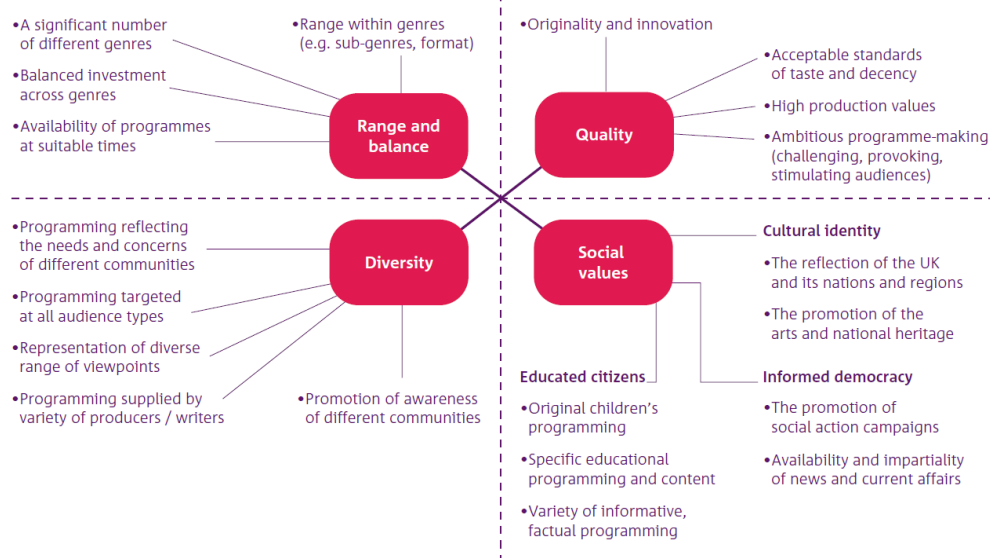 •A significant number
of different genres
•Balanced investment
across genres
•Availability of programmes
at suitable times
Range within genres
(e.g. sub-genres, format)
Range and
balance
•Originality and innovation
•Acceptable standards
of taste and decency
•High production values
•Ambitious programme-making
(challenging, provoking,
stimulating audiences)
Quality
•Programming reflecting
the needs and concerns
of different communities
•Programming targeted
at all audience types
•Representation of diverse
range of viewpoints
•Programming supplied by
variety of producers / writers
•Promotion of awareness
of different communities
Diversity
Social
values
Cultural identity
•The reflection of the UK
and its nations and regions
•The promotion of the
arts and national heritage
Educated citizens
•Original children’s
programming
•Specific educational
programming and content
•Variety of informative,
factual programming
Informed democracy
•The promotion of
social action campaigns
•Availability and impartiality
of news and current affairs